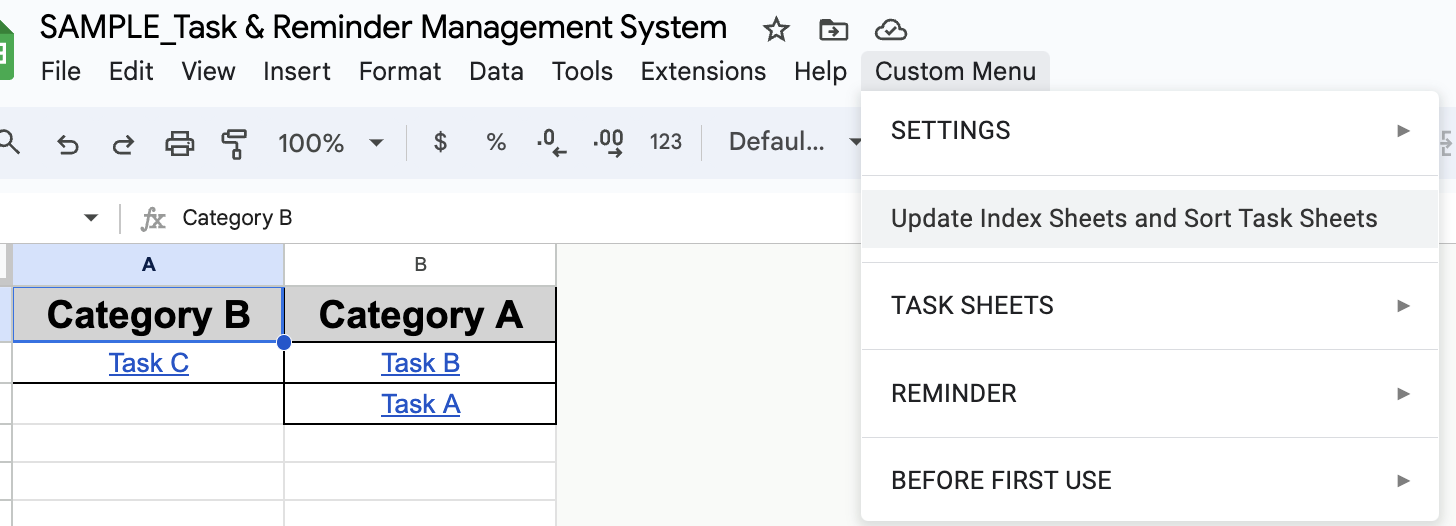 SAMPLE_Task & Reminder Management System
File Edit View Insert Format Data Tools Extensions Help Custom Menu
100% $ % .0 .00 123 Defaul...
SETTINGS
Update Index Sheets and Sort Task Sheets
TASK SHEETS
REMINDER
BEFORE FIRST USE
fx Category B
A B
Category B Category A
Task C Task B
Task A